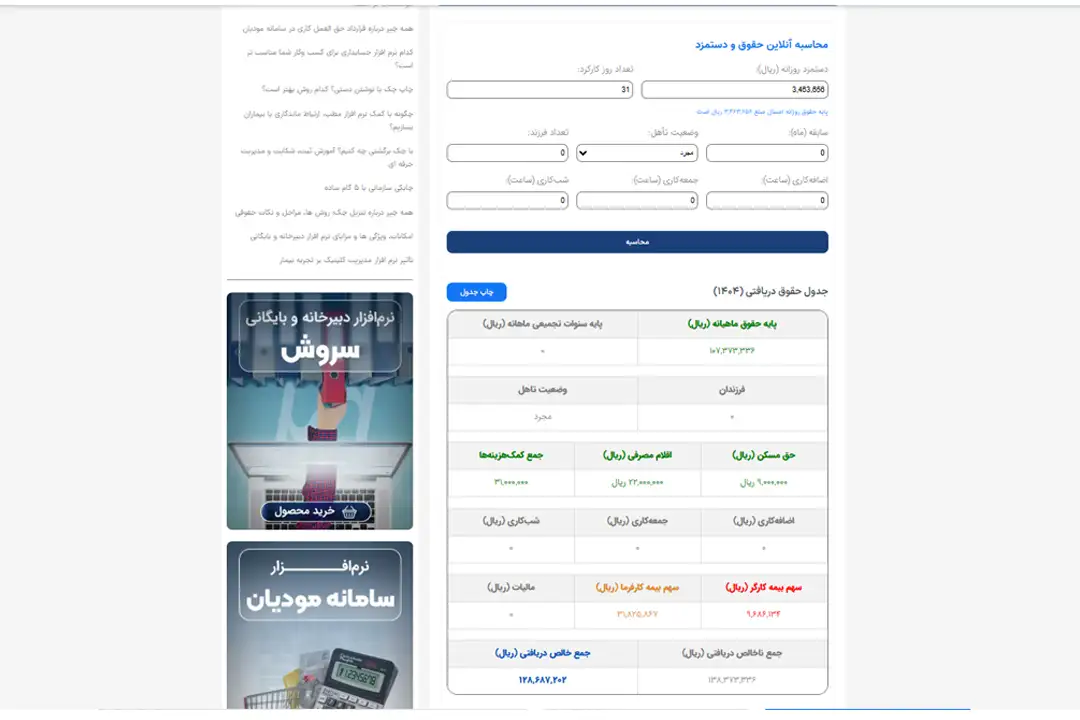 همه چیز درباره قرارداد حق العمل کاری در سامانه مودیان
کدام نرم افزار حسابداری برای کسب وکار شما مناسب تر
است؟
چاپ چک یا نوشتن دستی؟ کدام روش بهتر است؟
چگونه با کمک نرم افزار مطب، ارتباط ماندگاری با بیماران
بسازیم؟
با چک برگشتی چه کنیم؟ آموزش ثبت، شکایت و مدیریت
حرفه ای
چابکی سازمانی با ۵ گام ساده
همه چیز درباره تنزیل چک؛ روش ها، مراحل و نکات حقوقی
امکانات، ویژگی ها و مزایای نرم افزار دبیرخانه و بایگانی
تاثیر نرم افزار مدیریت کلینیک بر تجربه بیمار
نرم‌افزار دبیرخانه و بایگانی
سروش
خرید محصول
نرم‌افـــــــزار
سامانه مودیان
محاسبه آنلاین حقوق و دستمزد
دستمزد روزانه (ریال): تعداد روز کارکرد:
3,463,656 31
پایه حقوق روزانه امسال مبلغ ۳,۴۶۳,۶۵۶ ریال است
سابقه (ماه): وضعیت تأهل: تعداد فرزند:
0 مجرد 0
اضافه‌کاری (ساعت): جمعه‌کاری (ساعت): شب‌کاری (ساعت):
0 0 0
محاسبه
جدول حقوق دریافتی (۱۴۰۴) چاپ جدول
پایه حقوق ماهیانه (ریال) پایه سنوات تجمیعی ماهانه (ریال)
۱۰۷,۳۷۳,۳۳۶ ۰
فرزندان وضعیت تاهل
۰ مجرد
حق مسکن (ریال) اقلام مصرفی (ریال) جمع کمک‌هزینه‌ها
۹,۰۰۰,۰۰۰ ریال ۲۲,۰۰۰,۰۰۰ ریال ۳۱,۰۰۰,۰۰۰
اضافه‌کاری (ریال) جمعه‌کاری (ریال) شب‌کاری (ریال)
۰ ۰ ۰
سهم بیمه کارگر (ریال) سهم بیمه کارفرما (ریال) مالیات (ریال)
۹,۶۸۶,۱۳۴ ۳۱,۸۲۵,۸۶۷ ۰
جمع ناخالص دریافتی (ریال) جمع خالص دریافتی (ریال)
۱۳۸,۳۷۳,۳۳۶ ۱۲۸,۶۸۷,۲۰۲